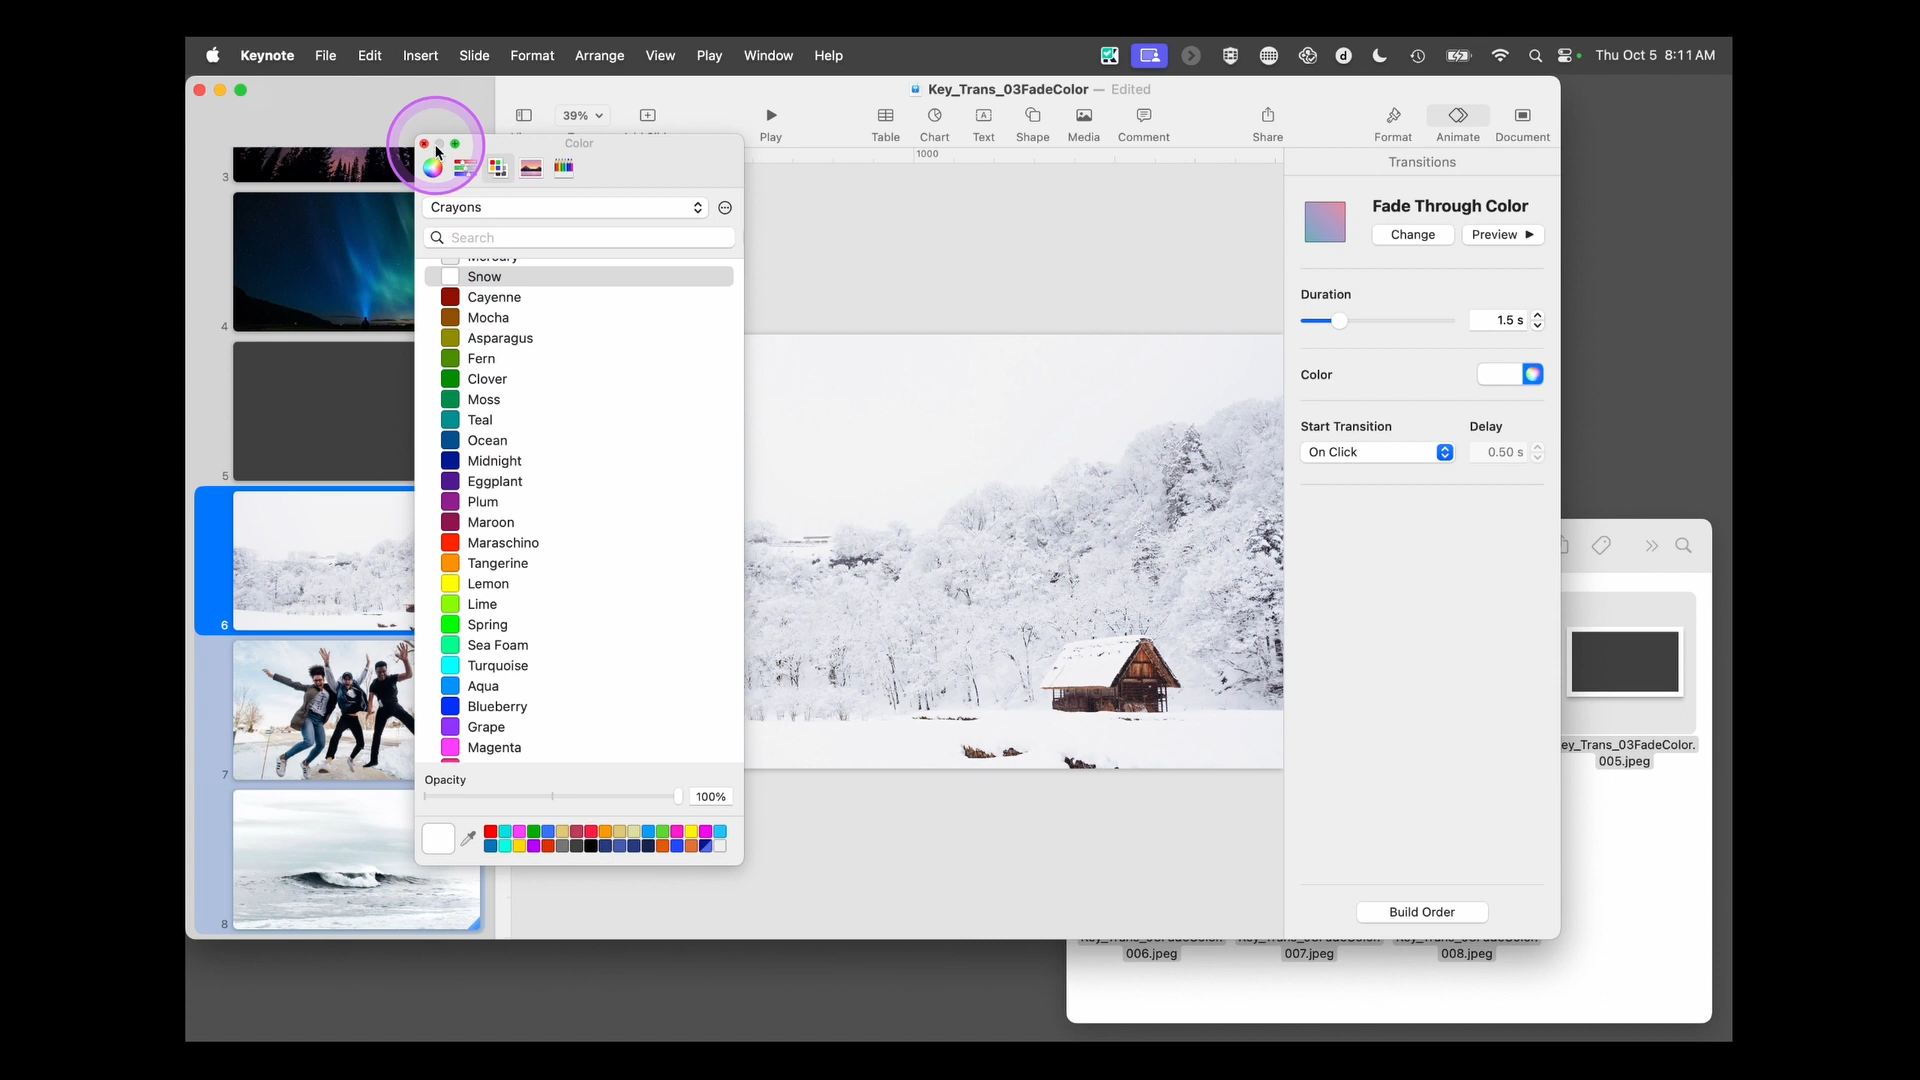 Keynote File Edit Insert Slide Format Arrange View Play Window Help
Thu Oct 5 8:11 AM
Key_Trans_03FadeColor — Edited
39%
Play
Table
Chart
Text
Shape
Media
Comment
Share
Format
Animate
Document
Color
1000
3
4
5
6
7
8
Crayons
Search
Mercury
Snow
Cayenne
Mocha
Asparagus
Fern
Clover
Moss
Teal
Ocean
Midnight
Eggplant
Plum
Maroon
Maraschino
Tangerine
Lemon
Lime
Spring
Sea Foam
Turquoise
Aqua
Blueberry
Grape
Magenta
Opacity
100%
Transitions
Fade Through Color
Change
Preview
Duration
1.5 s
Color
Start Transition
Delay
On Click
0.50 s
Build Order
ey_Trans_03FadeColor.
005.jpeg
006.jpeg
007.jpeg
008.jpeg